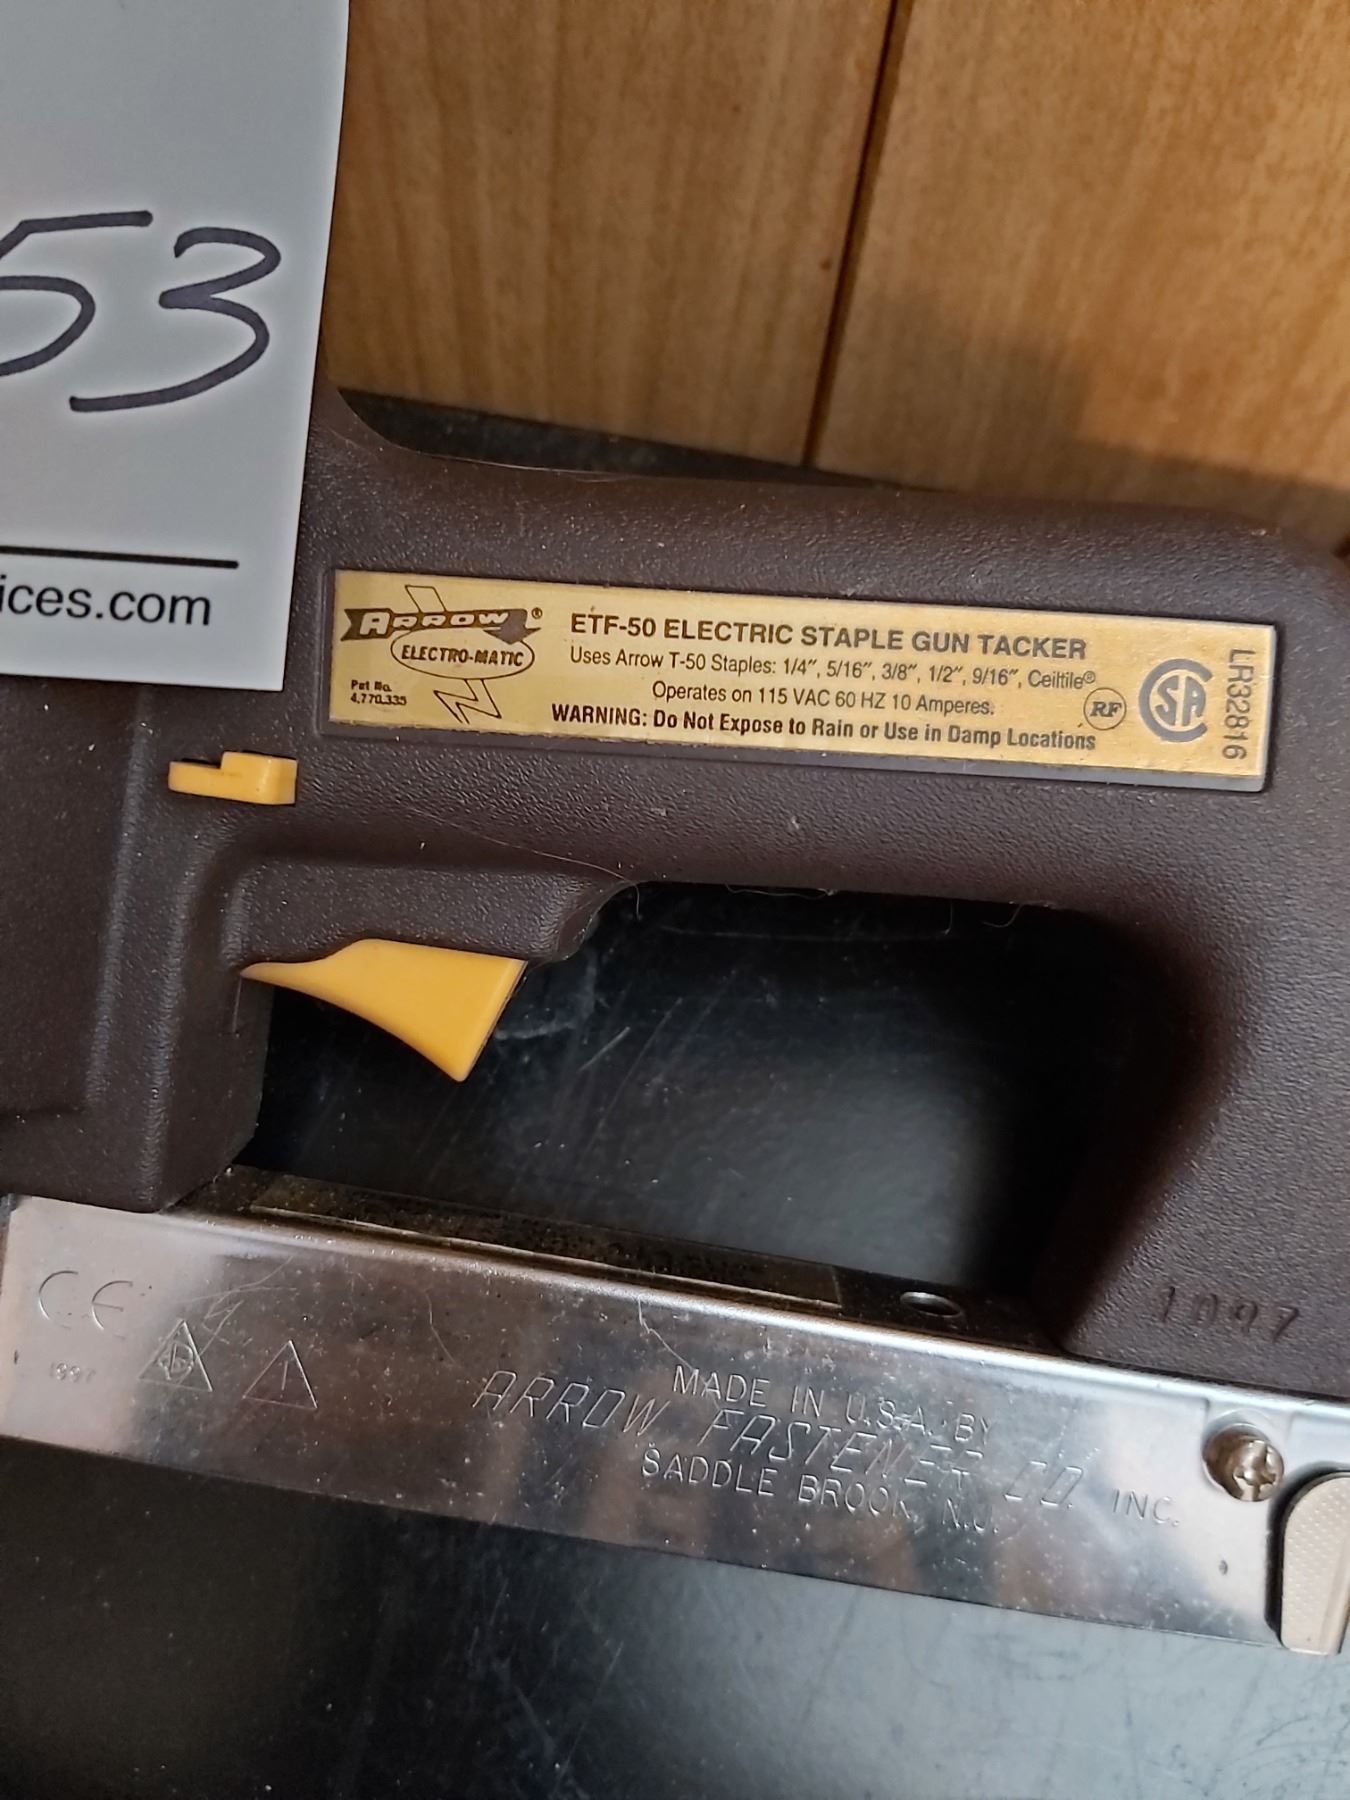 53
ices.com
ARROW®
ELECTRO-MATIC
Pat No.
4,770,335
ETF-50 ELECTRIC STAPLE GUN TACKER
Uses Arrow T-50 Staples: 1/4", 5/16", 3/8", 1/2", 9/16", Ceiltile®
Operates on 115 VAC 60 HZ 10 Amperes.
WARNING: Do Not Expose to Rain or Use in Damp Locations
RF
SA
LR32816
1097
CE
1997
MADE IN U.S.A. BY
ARROW FASTENER CO. INC.
SADDLE BROOK, N.J.